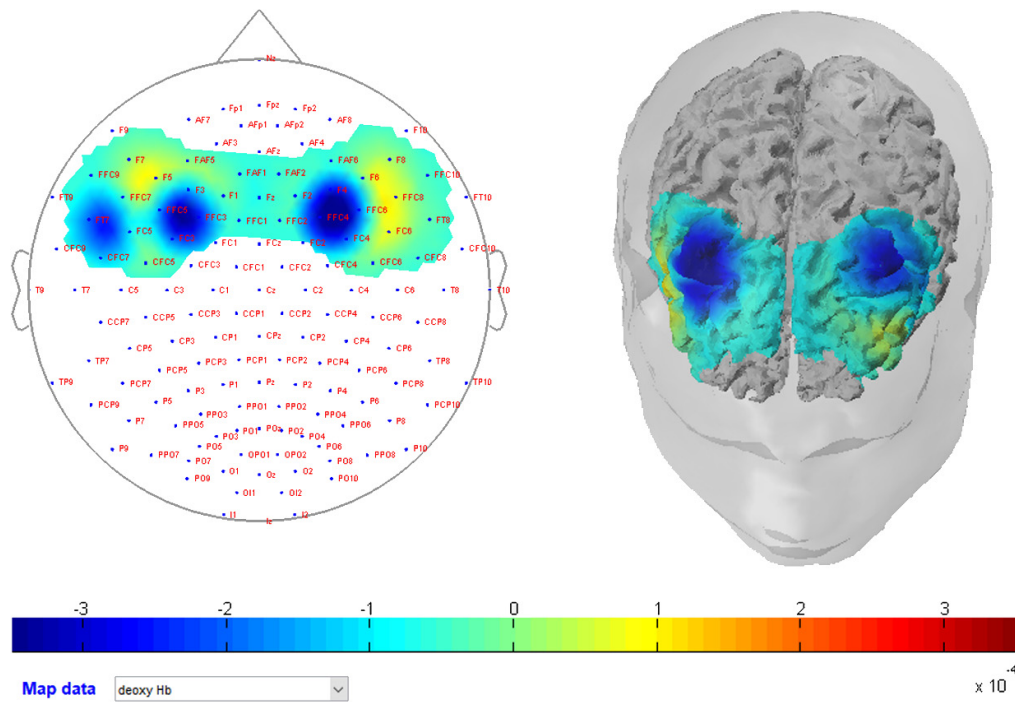 Nz
Fp1 Fpz Fp2
AF7 AFp1 AFp2 AF8
F9 F10
AF3 AFz AF4
F7 FAF5 FAF6 F8
FFC9 F5 FAF1 FAF2 F6 FFC10
FT9 FFC7 F3 F1 Fz F2 F4 FFC8 FT10
FT7 FFC5 FFC3 FFC1 FFC2 FFC4 FFC6 FT8
FC5 FC3 FC4 FC6
CFC9 FC1 FCz FC2 CFC10
CFC7 CFC5 CFC3 CFC1 CFC2 CFC4 CFC6 CFC8
T9 T7 C5 C3 C1 Cz C2 C4 C6 T8 T10
CCP7 CCP5 CCP3 CCP1 CCP2 CCP4 CCP6 CCP8
CP5 CP3 CP1 CPz CP2 CP4 CP6
TP7 PCP5 PCP3 PCP1 PCP2 PCP4 PCP6 TP8
TP9 PCP7 P3 P1 Pz P2 P4 PCP8 TP10
PCP9 P5 PPO3 PPO1 PPO2 PPO4 P6 PCP10
P7 PPO5 PO3 PO1 POz PO2 PO4 PPO6 P8
P9 PPO7 PO5 OPO1 OPO2 PO6 PPO8 P10
PO7 PO8
PO9 O1 Oz O2 PO10
OI1 OI2
I1 Iz I2
-3 -2 -1 0 1 2 3
x 10 -4
Map data deoxy Hb